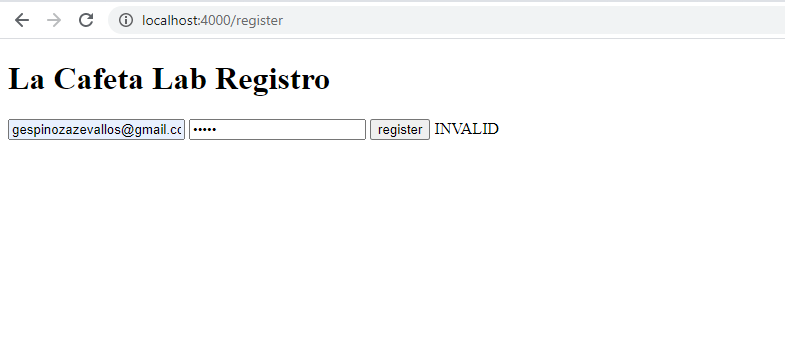 localhost:4000/register
La Cafeta Lab Registro
gespinozazevallos@gmail.cc ••••• register INVALID